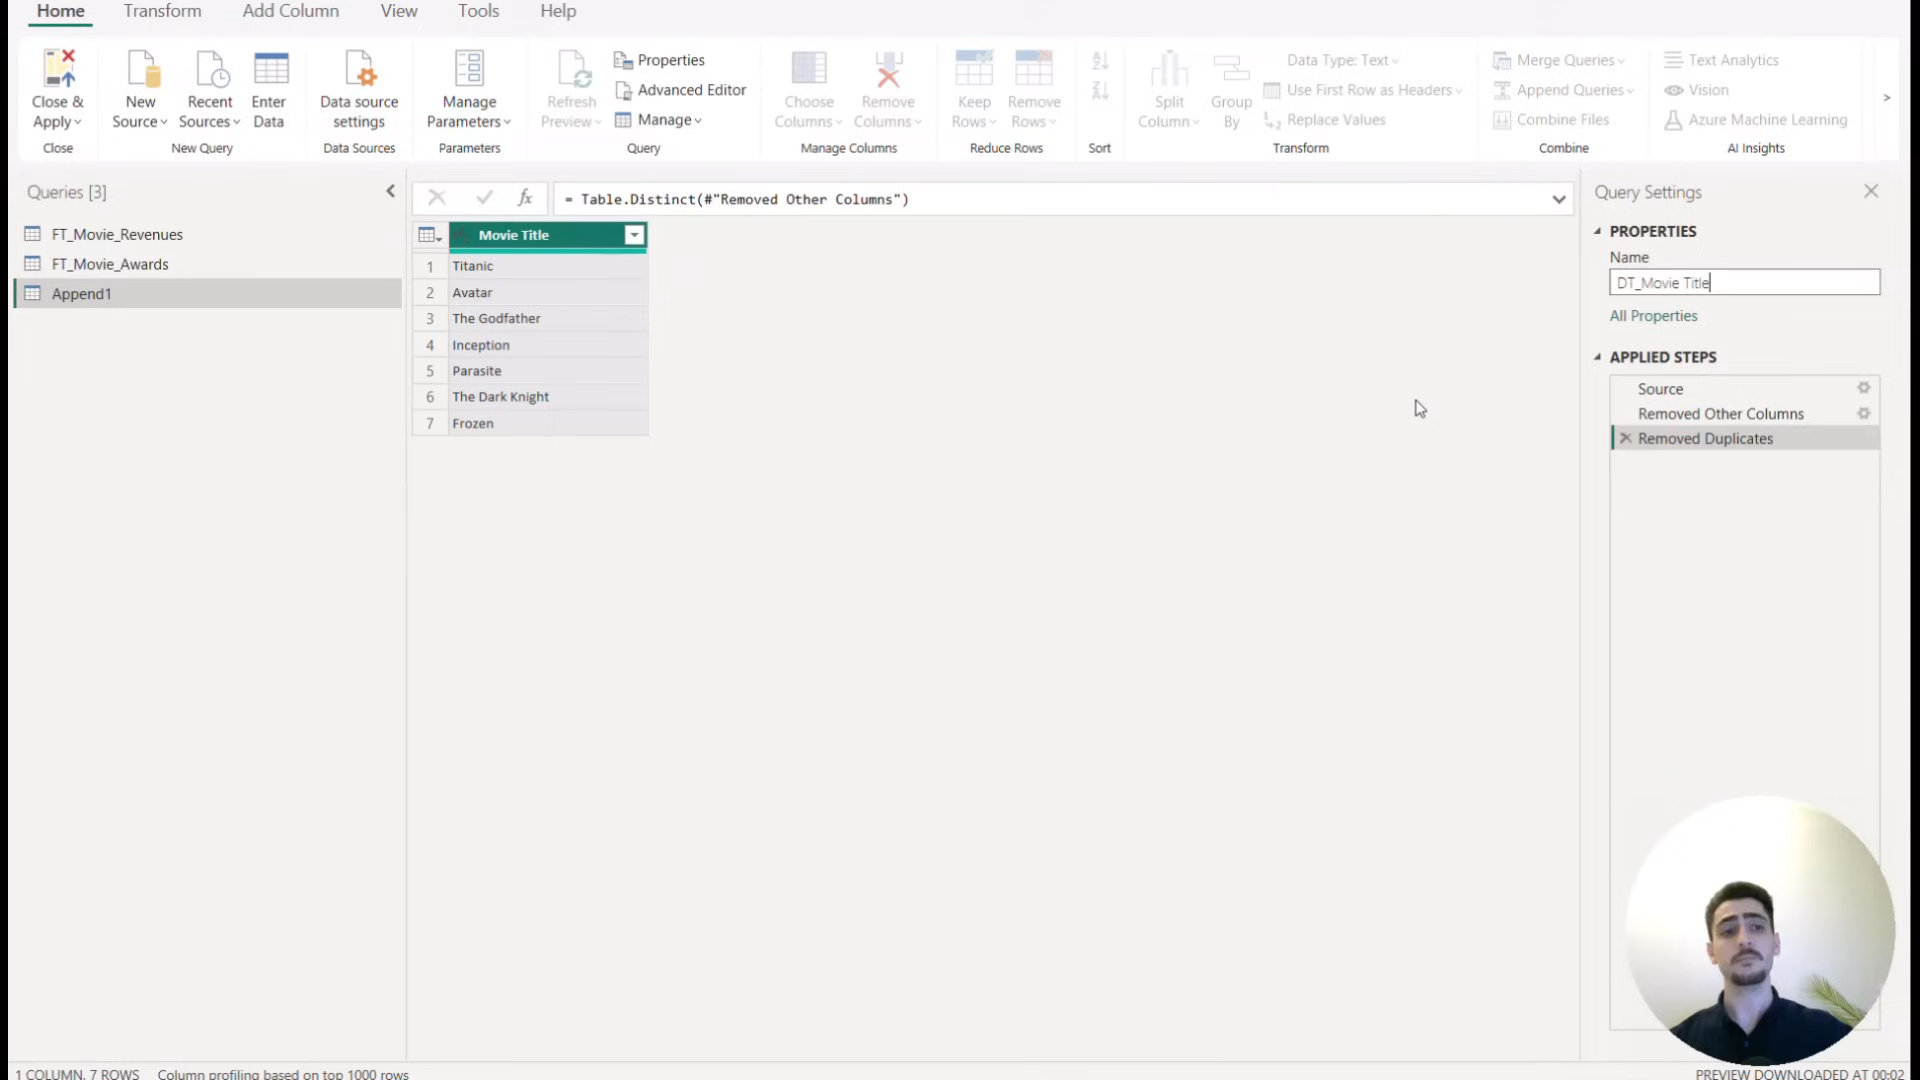 Home Transform Add Column View Tools Help
Close & Apply
New Source
Recent Sources
Enter Data
Data source settings
Manage Parameters
Refresh Preview
Properties
Advanced Editor
Manage
Choose Columns
Remove Columns
Keep Rows
Remove Rows
Split Column
Group By
Data Type: Text
Use First Row as Headers
Replace Values
Merge Queries
Append Queries
Combine Files
Text Analytics
Vision
Azure Machine Learning
Close
New Query
Data Sources
Parameters
Query
Manage Columns
Reduce Rows
Sort
Transform
Combine
AI Insights
Queries [3]
FT_Movie_Revenues
FT_Movie_Awards
Append1
fx = Table.Distinct(#"Removed Other Columns")
Movie Title
1 Titanic
2 Avatar
3 The Godfather
4 Inception
5 Parasite
6 The Dark Knight
7 Frozen
Query Settings
PROPERTIES
Name
DT_Movie Title
All Properties
APPLIED STEPS
Source
Removed Other Columns
Removed Duplicates
1 COLUMN, 7 ROWS Column profiling based on top 1000 rows
PREVIEW DOWNLOADED AT 00:02